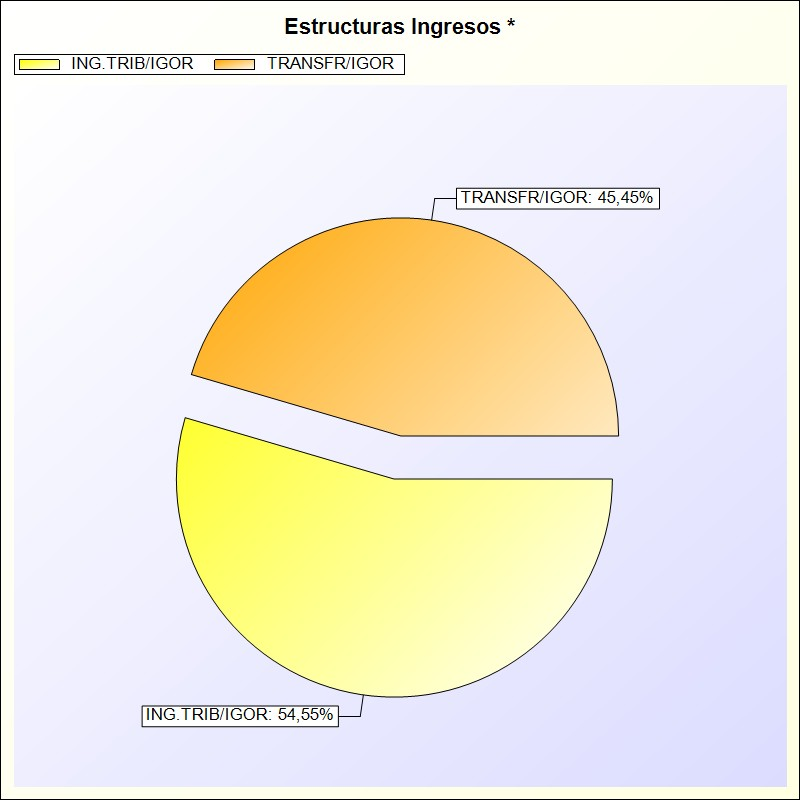 Estructuras Ingresos *
ING.TRIB/IGOR TRANSFR/IGOR
TRANSFR/IGOR: 45,45%
ING.TRIB/IGOR: 54,55%